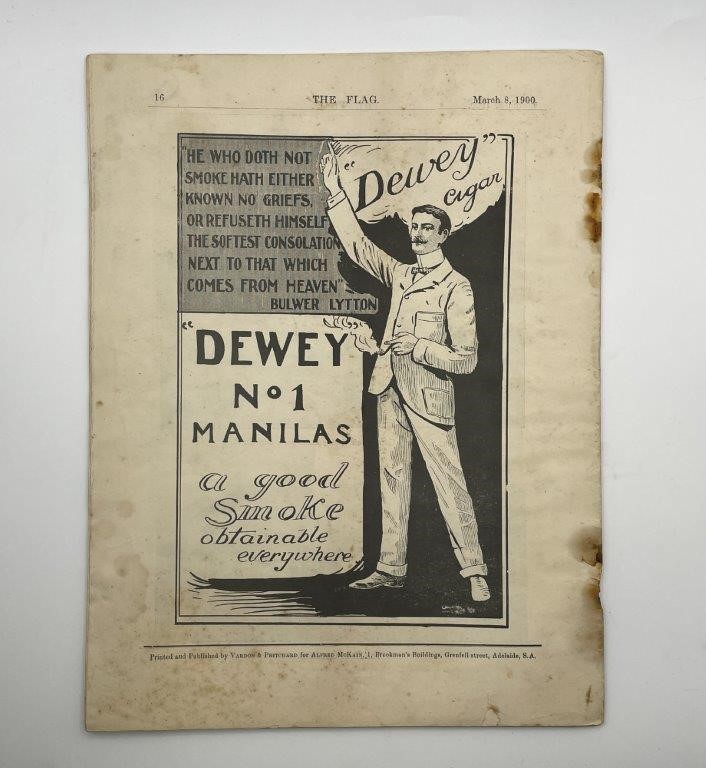 16 THE FLAG. March 8, 1900.
"HE WHO DOTH NOT
SMOKE HATH EITHER
KNOWN NO GRIEFS,
OR REFUSETH HIMSELF
THE SOFTEST CONSOLATION
NEXT TO THAT WHICH
COMES FROM HEAVEN"
BULWER LYTTON
"Dewey"
cigar
"DEWEY"
No 1
MANILAS
a good
Smoke
obtainable
everywhere
Printed and Published by VARDON & PRITCHARD for ALFRED MCKAIN, 1, Brookman's Buildings, Grenfell-street, Adelaide, S.A.